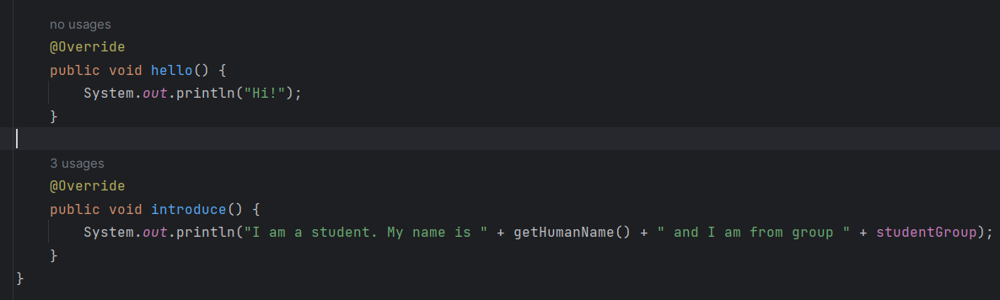 no usages
@Override
public void hello() {
System.out.println("Hi!");
}
3 usages
@Override
public void introduce() {
System.out.println("I am a student. My name is " + getHumanName() + " and I am from group " + studentGroup);
}
}